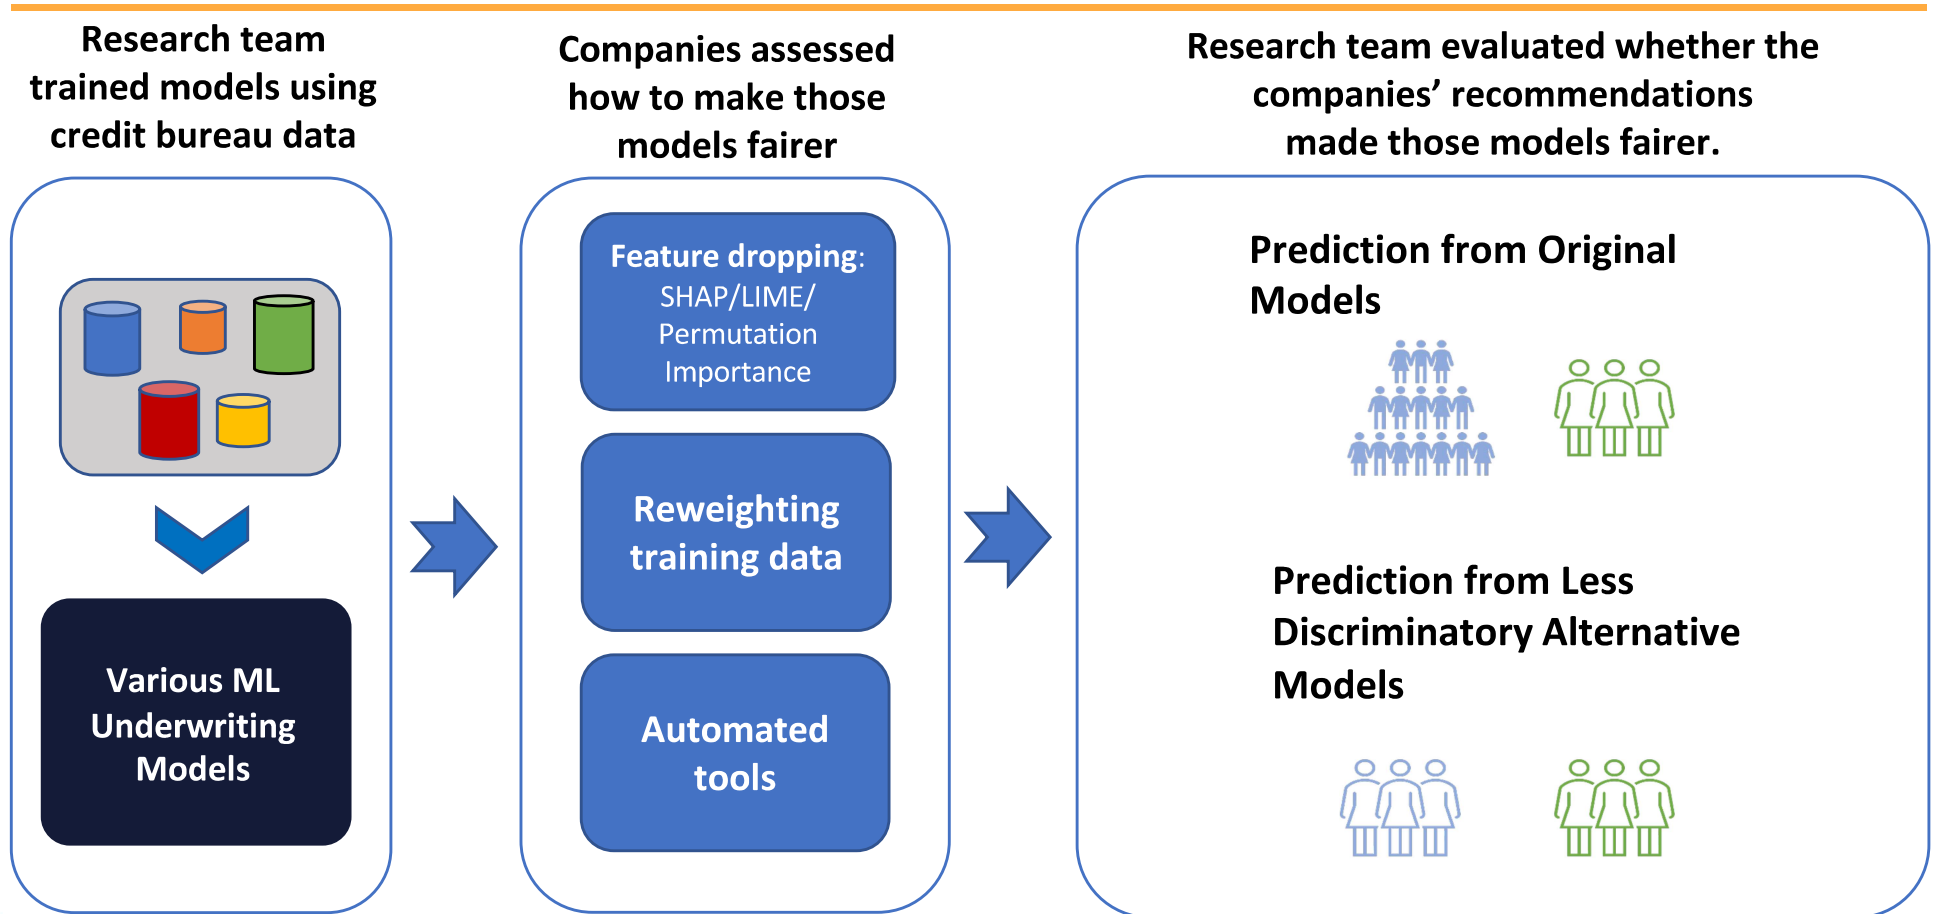 Research team
trained models using
credit bureau data
Companies assessed
how to make those
models fairer
Research team evaluated whether the
companies’ recommendations
made those models fairer.
Various ML
Underwriting
Models
Feature dropping:
SHAP/LIME/
Permutation
Importance
Reweighting
training data
Automated
tools
Prediction from Original
Models
Prediction from Less
Discriminatory Alternative
Models